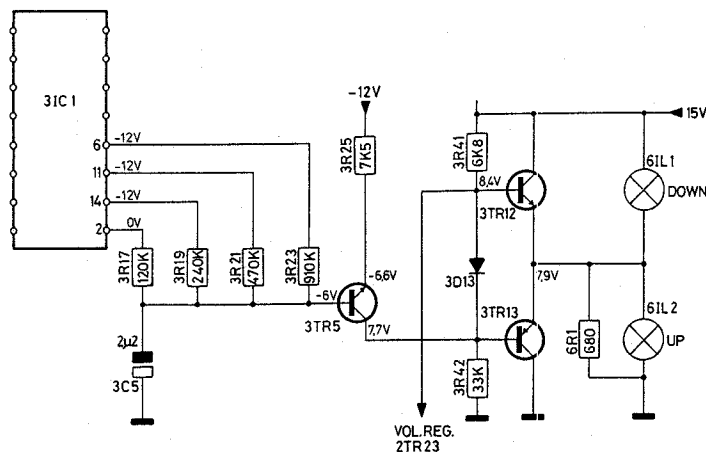 3IC1
-12V
15V
6
-12V
3R25
7K5
3R41
6K8
6IL1
11
-12V
8,4V
DOWN
14
-12V
3TR12
2
0V
3R17
120K
3R19
240K
3R21
470K
3R23
910K
-6,6V
3D13
-6V
7,9V
3TR13
3TR5
7,7V
6R1
680
6IL2
UP
2µ2
3C5
3R42
33K
VOL.REG.
2TR23